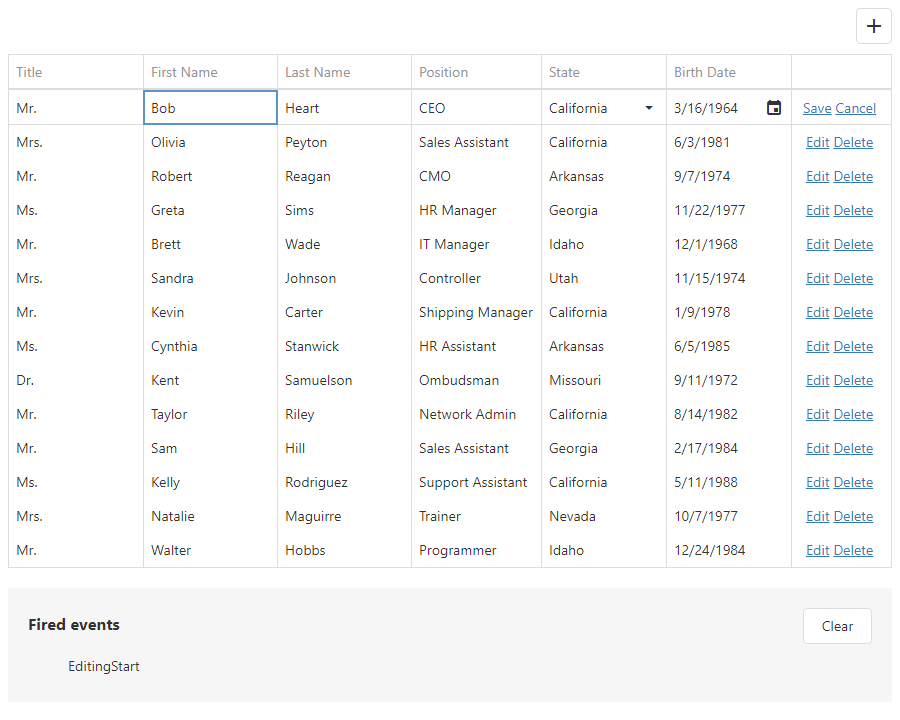 +
Title First Name Last Name Position State Birth Date
Mr. Bob Heart CEO California 3/16/1964 Save Cancel
Mrs. Olivia Peyton Sales Assistant California 6/3/1981 Edit Delete
Mr. Robert Reagan CMO Arkansas 9/7/1974 Edit Delete
Ms. Greta Sims HR Manager Georgia 11/22/1977 Edit Delete
Mr. Brett Wade IT Manager Idaho 12/1/1968 Edit Delete
Mrs. Sandra Johnson Controller Utah 11/15/1974 Edit Delete
Mr. Kevin Carter Shipping Manager California 1/9/1978 Edit Delete
Ms. Cynthia Stanwick HR Assistant Arkansas 6/5/1985 Edit Delete
Dr. Kent Samuelson Ombudsman Missouri 9/11/1972 Edit Delete
Mr. Taylor Riley Network Admin California 8/14/1982 Edit Delete
Mr. Sam Hill Sales Assistant Georgia 2/17/1984 Edit Delete
Ms. Kelly Rodriguez Support Assistant California 5/11/1988 Edit Delete
Mrs. Natalie Maguirre Trainer Nevada 10/7/1977 Edit Delete
Mr. Walter Hobbs Programmer Idaho 12/24/1984 Edit Delete
Fired events Clear
EditingStart